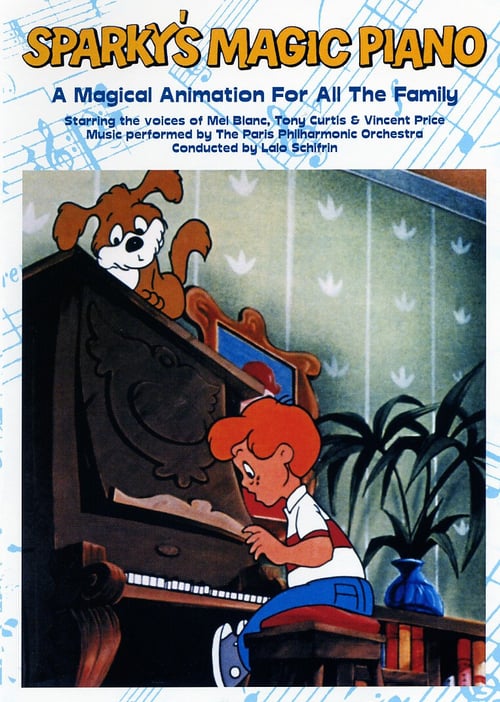 SPARKY'S MAGIC PIANO
A Magical Animation For All The Family
Starring the voices of Mel Blanc, Tony Curtis & Vincent Price
Music performed by The Paris Philharmonic Orchestra
Conducted by Lalo Schifrin